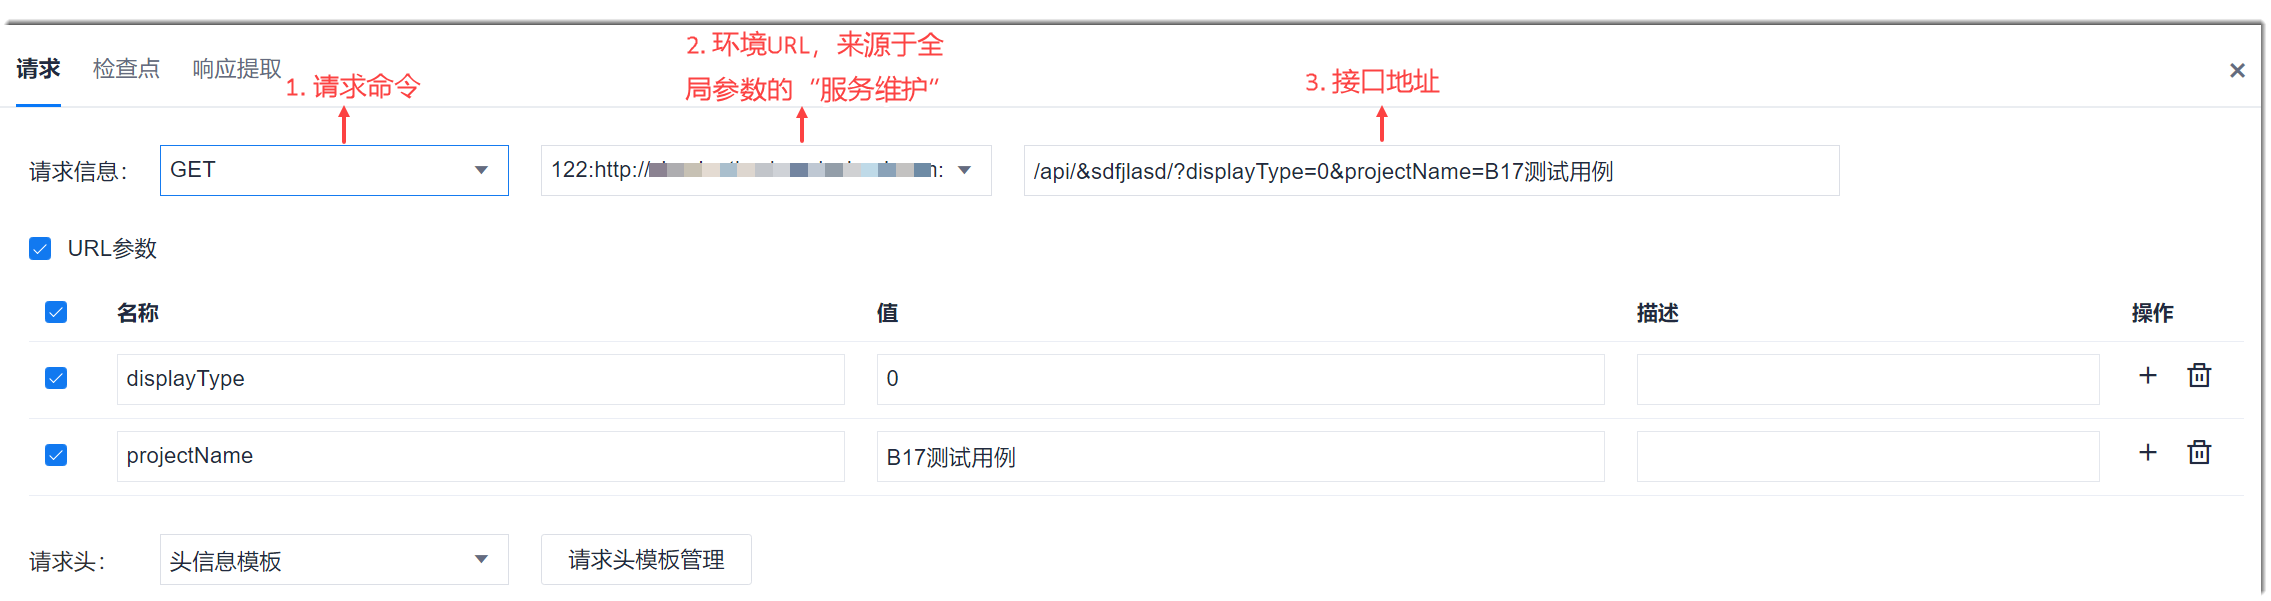 请求 检查点 响应提取
1. 请求命令
2. 环境URL，来源于全
局参数的“服务维护”
3. 接口地址
请求信息： GET 122:http:// /api/&sdfjlasd/?displayType=0&projectName=B17测试用例
URL参数
名称 值 描述 操作
displayType 0
projectName B17测试用例
请求头： 头信息模板 请求头模板管理